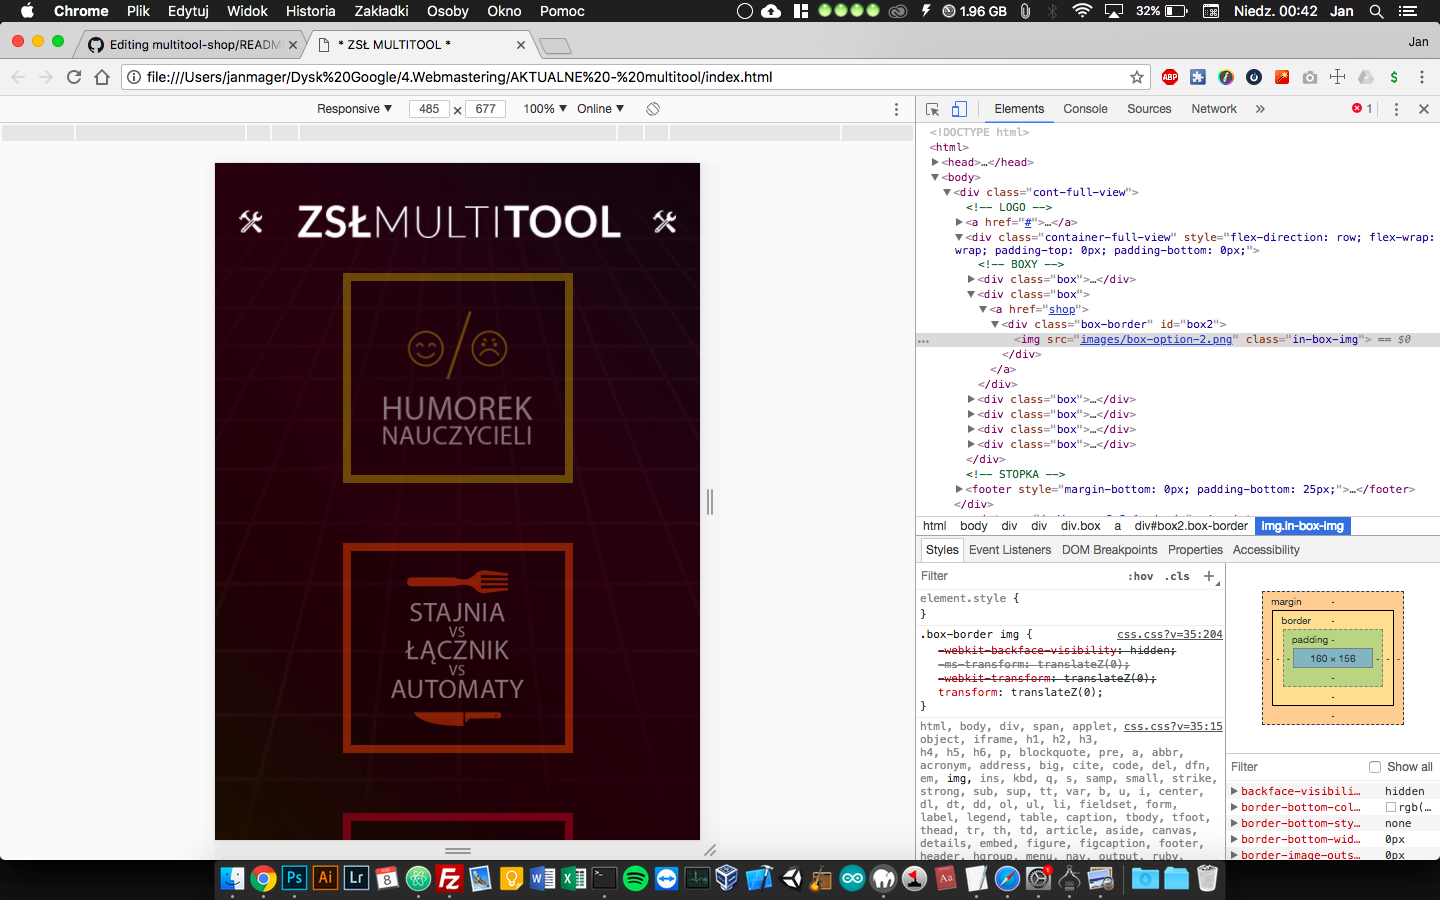 Chrome Plik Edytuj Widok Historia Zakładki Osoby Okno Pomoc 1.96 GB 32% Niedz. 00:42 Jan
Editing multitool-shop/READM
* ZSŁ MULTITOOL *
Jan
file:///Users/janmager/Dysk%20Google/4.Webmastering/AKTUALNE%20-%20multitool/index.html
ABP
$
Responsive ▼ 485 × 677 100% ▼ Online ▼
ZSŁMULTITOOL
HUMOREK
NAUCZYCIELI
STAJNIA
VS
ŁĄCZNIK
VS
AUTOMATY
Elements Console Sources Network » 1
<!DOCTYPE html>
<html>
<head>…</head>
<body>
<div class="cont-full-view">
<!-- LOGO -->
<a href="#">…</a>
<div class="container-full-view" style="flex-direction: row; flex-wrap:
wrap; padding-top: 0px; padding-bottom: 0px;">
<!-- BOXY -->
<div class="box">…</div>
<div class="box">
<a href="shop">
<div class="box-border" id="box2">
… <img src="images/box-option-2.png" class="in-box-img"> == $0
</div>
</a>
</div>
<div class="box">…</div>
<div class="box">…</div>
<div class="box">…</div>
<div class="box">…</div>
</div>
<!-- STOPKA -->
<footer style="margin-bottom: 0px; padding-bottom: 25px;">…</footer>
</div>
html body div div div.box a div#box2.box-border img.in-box-img
Styles Event Listeners DOM Breakpoints Properties Accessibility
Filter :hov .cls +
element.style {
}
.box-border img { css.css?v=35:204
-webkit-backface-visibility: hidden;
-ms-transform: translateZ(0);
-webkit-transform: translateZ(0);
transform: translateZ(0);
}
html, body, div, span, applet, css.css?v=35:15
object, iframe, h1, h2, h3,
h4, h5, h6, p, blockquote, pre, a, abbr,
acronym, address, big, cite, code, del, dfn,
em, img, ins, kbd, q, s, samp, small, strike,
strong, sub, sup, tt, var, b, u, i, center,
dl, dt, dd, ol, ul, li, fieldset, form,
label, legend, table, caption, tbody, tfoot,
thead, tr, th, td, article, aside, canvas,
details, embed, figure, figcaption, footer,
header, hgroup, menu, nav, output, ruby,
margin -
border -
padding -
- - - 160 × 156 - - -
-
-
-
Filter Show all
backface-visibili… hidden
border-bottom-col… rgb(…
border-bottom-sty… none
border-bottom-wid… 0px
border-image-outs… 0px
Ps Ai Lr 8 Fz W X Aa 1